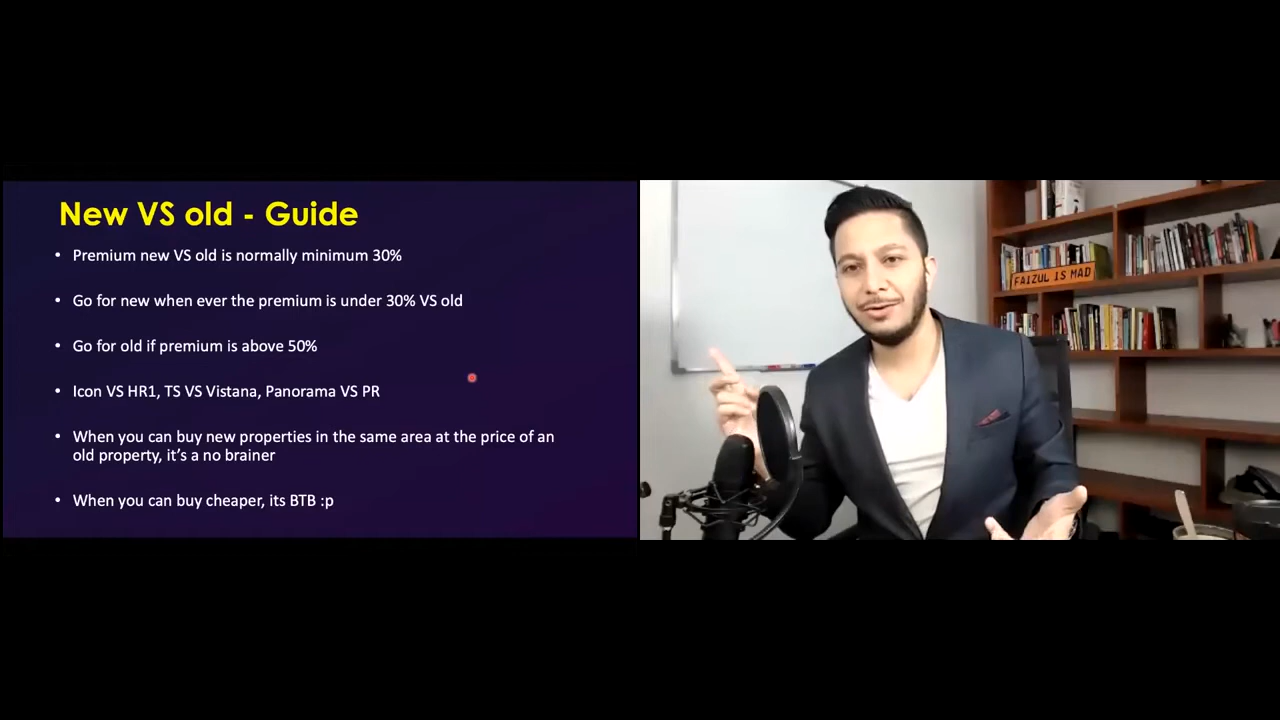 New VS old - Guide
• Premium new VS old is normally minimum 30%
• Go for new when ever the premium is under 30% VS old
• Go for old if premium is above 50%
• Icon VS HR1, TS VS Vistana, Panorama VS PR
• When you can buy new properties in the same area at the price of an
old property, it's a no brainer
• When you can buy cheaper, its BTB :p
FAIZUL IS MAD